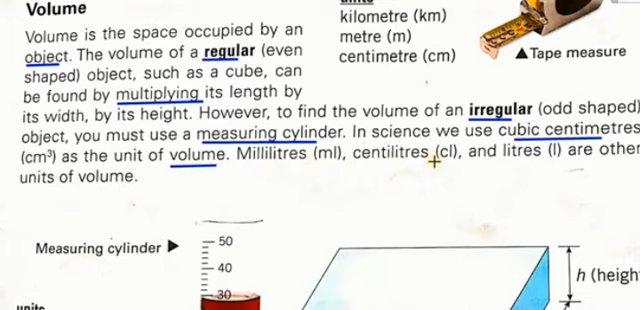 Volume
Volume is the space occupied by an
object. The volume of a regular (even
shaped) object, such as a cube, can
be found by multiplying its length by
its width, by its height. However, to find the volume of an irregular (odd shaped)
object, you must use a measuring cylinder. In science we use cubic centimetres
(cm³) as the unit of volume. Millilitres (ml), centilitres (cl), and litres (l) are other
units of volume.
units
kilometre (km)
metre (m)
centimetre (cm)
▲Tape measure
Measuring cylinder ▶
50
40
30
h (heigh
units